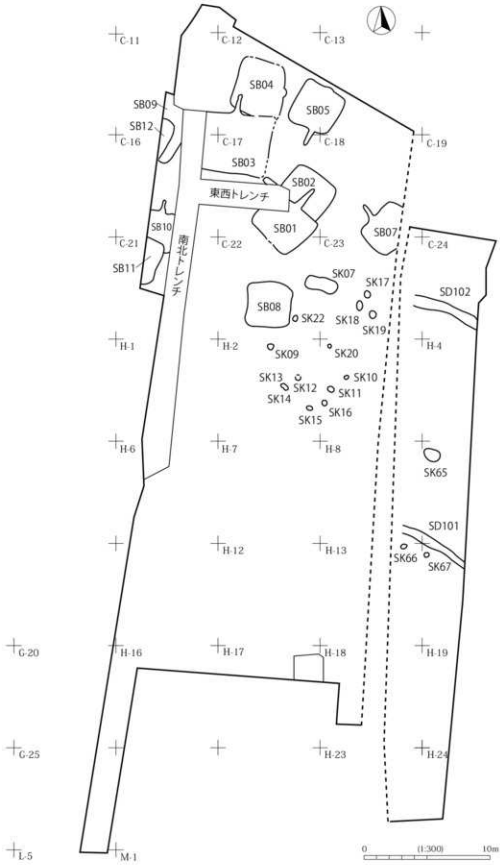 C-11
C-12
C-13
SB04
SB05
SB09
SB12
C-16
C-17
C-18
C-19
SB03
SB02
東西トレンチ
SB01
SB10
SB07
C-21
C-22
C-23
C-24
SB11
南北トレンチ
SK07
SK17
SB08
SK18
SD102
SK22
SK19
H-1
H-2
H-4
SK09
SK20
SK13
SK12
SK10
SK14
SK11
SK15
SK16
H-6
H-7
H-8
SK65
SD101
H-12
H-13
SK66
SK67
G-20
H-16
H-17
H-18
H-19
G-25
H-23
H-24
L-5
M-1
0 (1:300) 10m